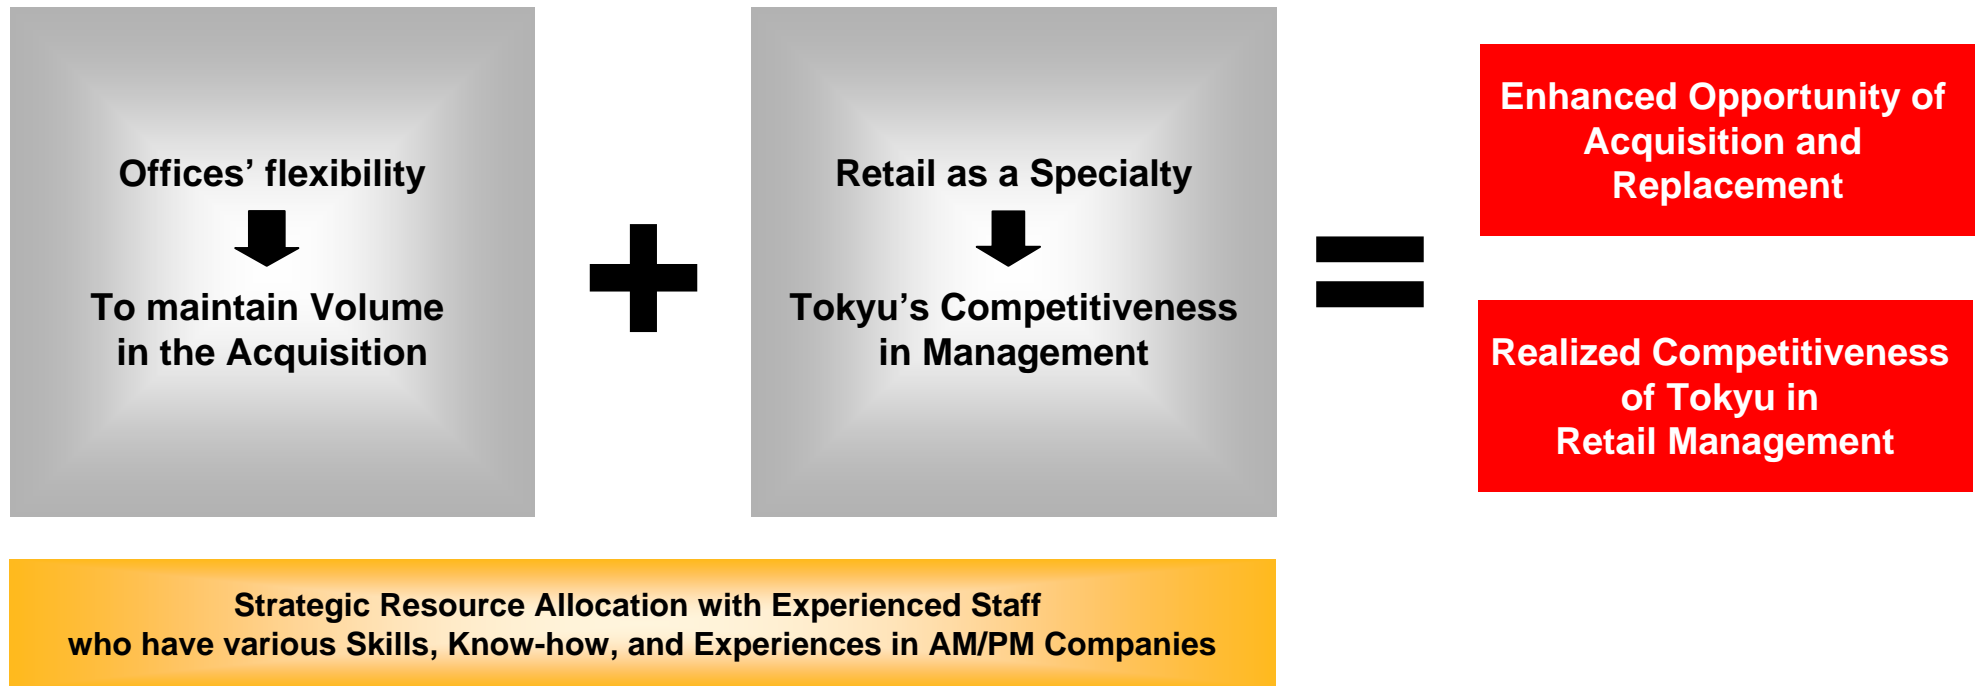 Offices’ flexibility
To maintain Volume
in the Acquisition
+
Retail as a Specialty
Tokyu’s Competitiveness
in Management
=
Enhanced Opportunity of
Acquisition and
Replacement
Realized Competitiveness
of Tokyu in
Retail Management
Strategic Resource Allocation with Experienced Staff
who have various Skills, Know-how, and Experiences in AM/PM Companies